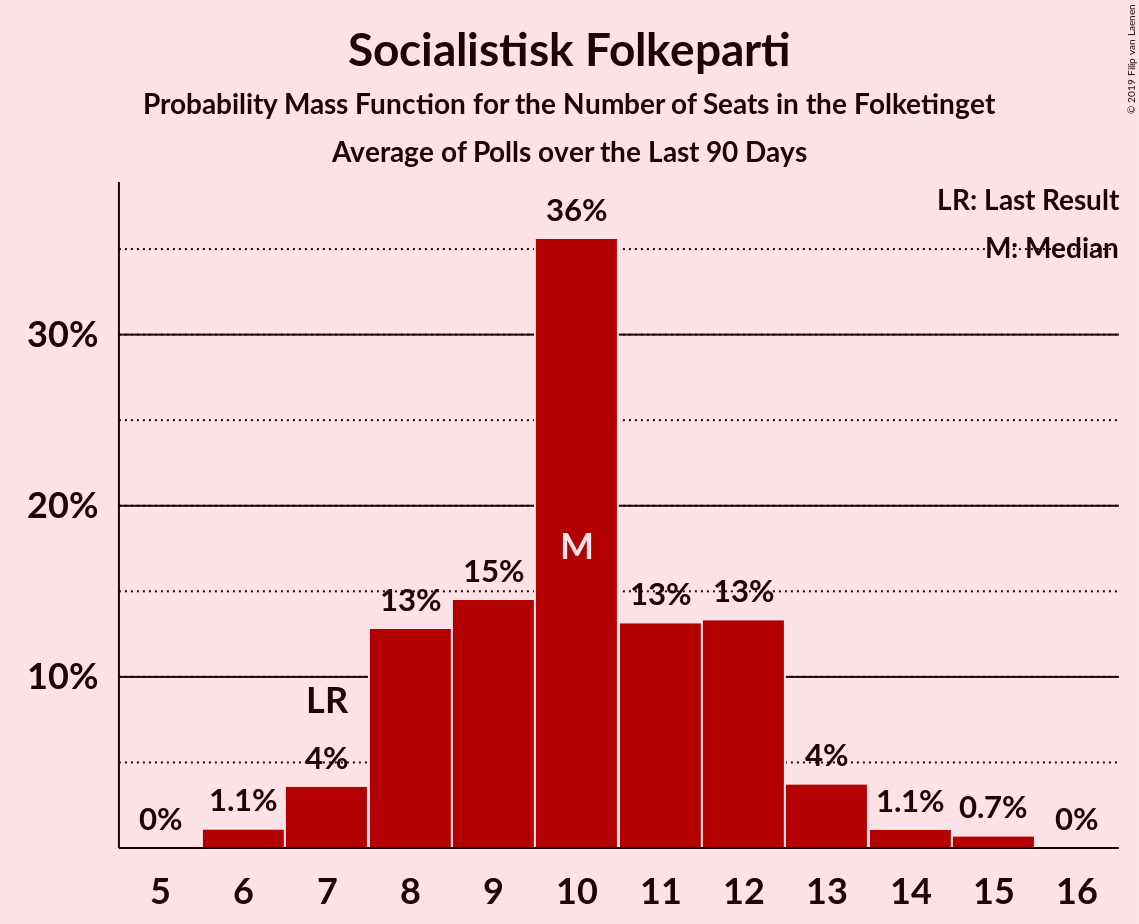 Socialistisk Folkeparti
Probability Mass Function for the Number of Seats in the Folketinget
Average of Polls over the Last 90 Days
© 2019 Filip van Laenen
LR: Last Result
M: Median
30%
20%
10%
0%
1.1%
4%
LR
13%
15%
36%
M
13%
13%
4%
1.1%
0.7%
0%
5 6 7 8 9 10 11 12 13 14 15 16